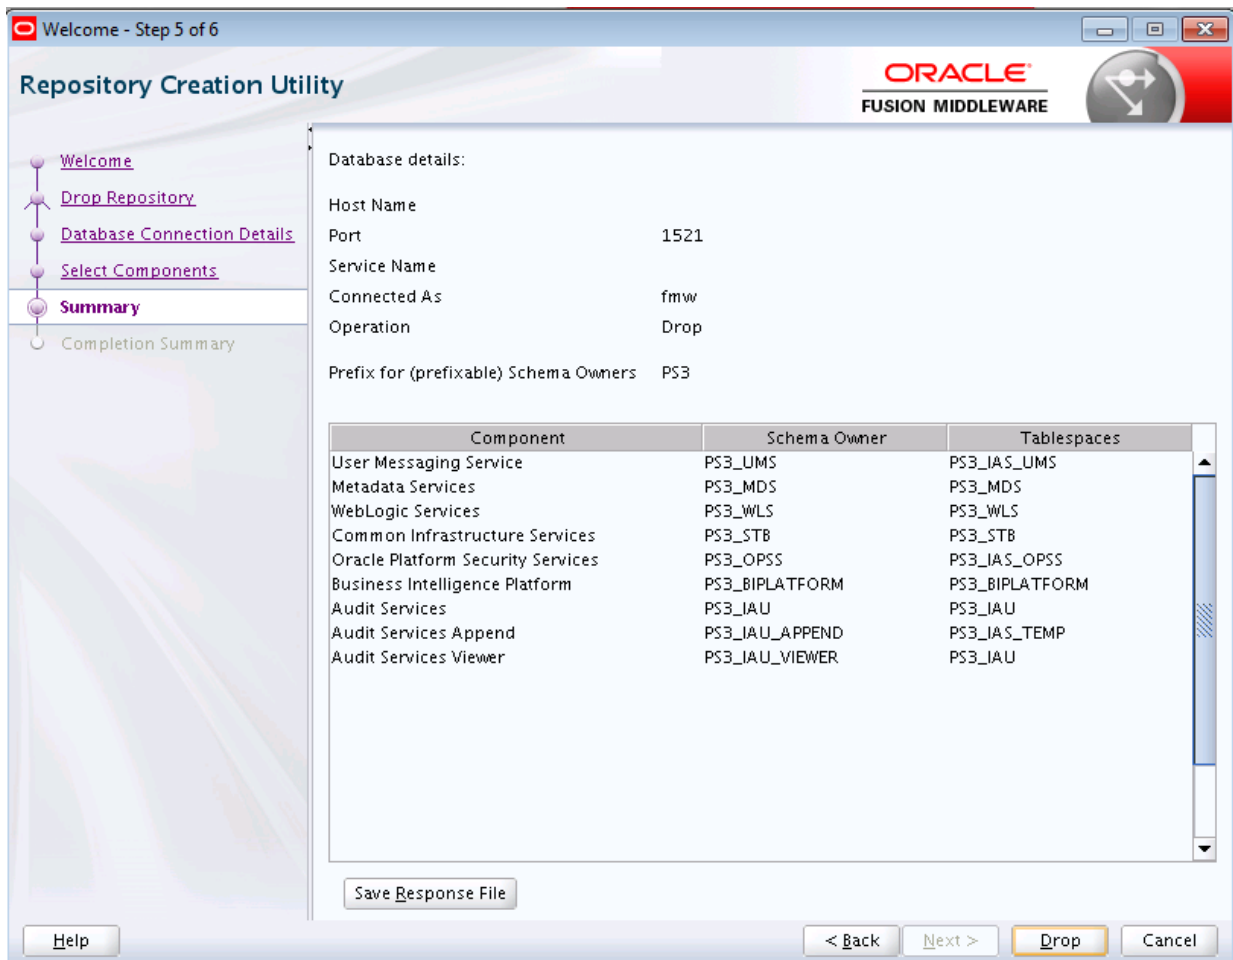 Welcome - Step 5 of 6
Repository Creation Utility
ORACLE
FUSION MIDDLEWARE
Welcome
Drop Repository
Database Connection Details
Select Components
Summary
Completion Summary
Database details:
Host Name
Port 1521
Service Name
Connected As fmw
Operation Drop
Prefix for (prefixable) Schema Owners PS3
Component Schema Owner Tablespaces
User Messaging Service PS3_UMS PS3_IAS_UMS
Metadata Services PS3_MDS PS3_MDS
WebLogic Services PS3_WLS PS3_WLS
Common Infrastructure Services PS3_STB PS3_STB
Oracle Platform Security Services PS3_OPSS PS3_IAS_OPSS
Business Intelligence Platform PS3_BIPLATFORM PS3_BIPLATFORM
Audit Services PS3_IAU PS3_IAU
Audit Services Append PS3_IAU_APPEND PS3_IAS_TEMP
Audit Services Viewer PS3_IAU_VIEWER PS3_IAU
Save Response File
Help < Back Next > Drop Cancel